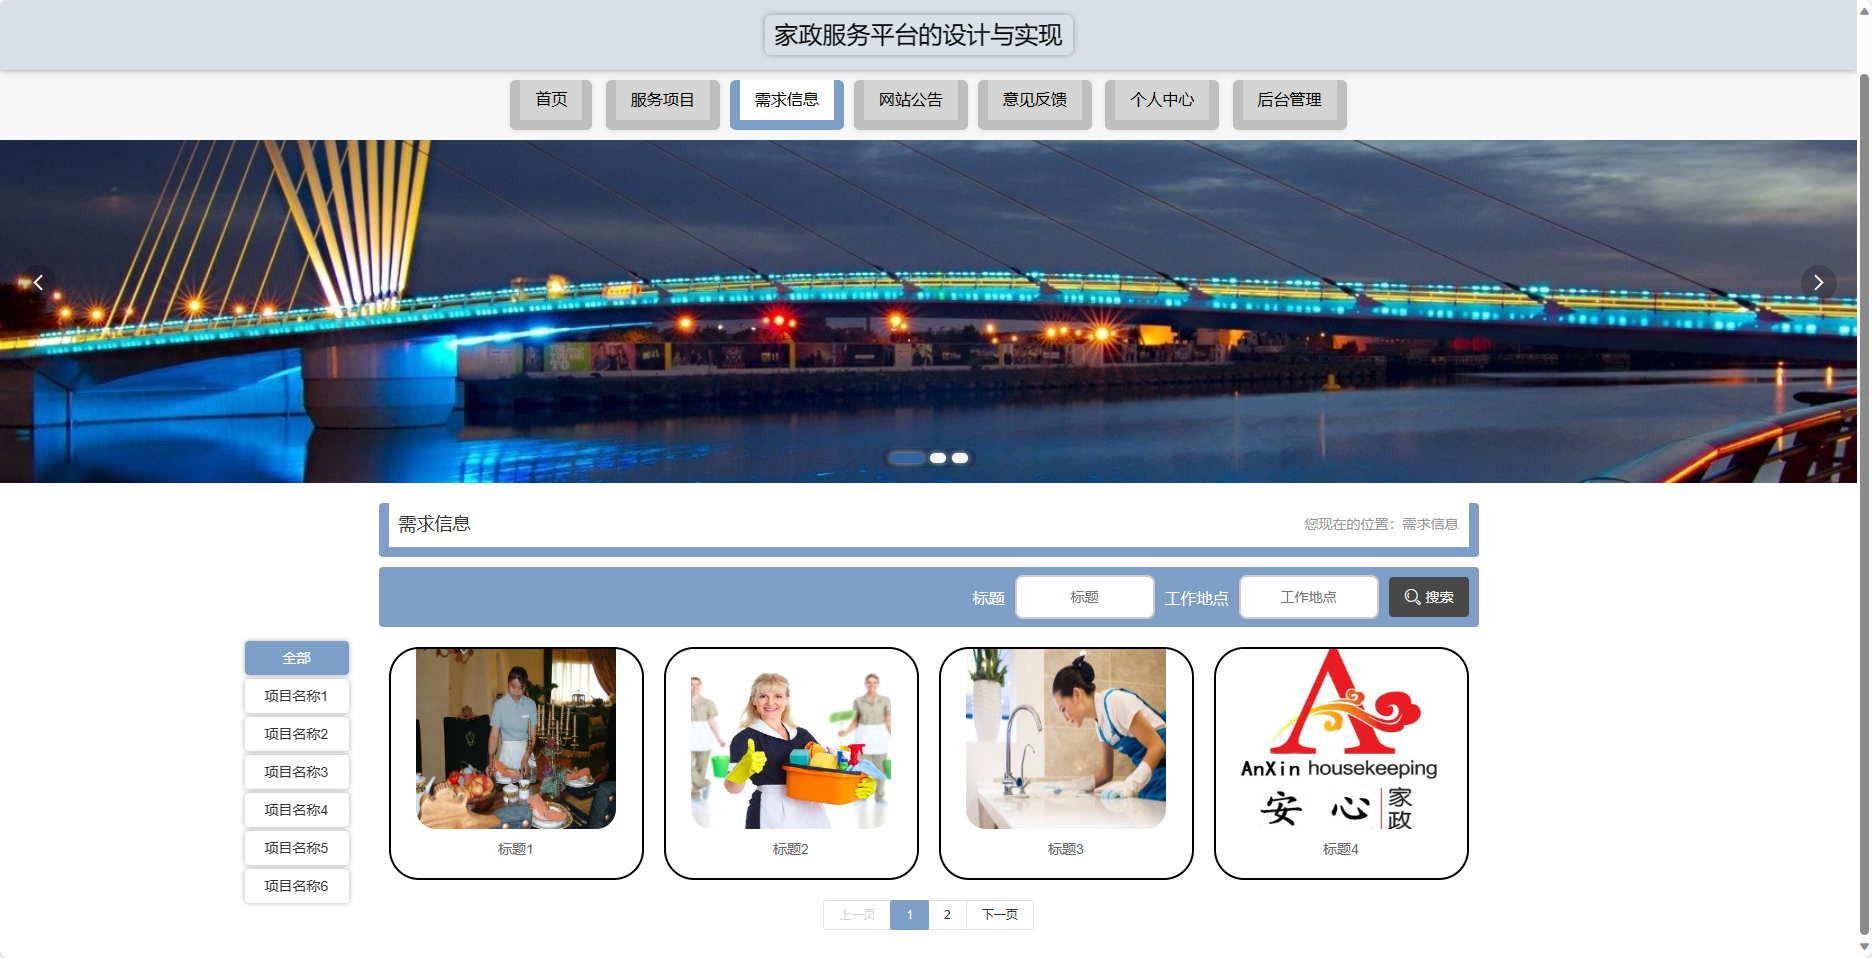 家政服务平台的设计与实现
首页 服务项目 需求信息 网站公告 意见反馈 个人中心 后台管理
需求信息 您现在的位置：需求信息
标题 标题 工作地点 工作地点 搜索
全部
项目名称1
项目名称2
项目名称3
项目名称4
项目名称5
项目名称6
AnXin housekeeping
安心 家政
标题1 标题2 标题3 标题4
上一页 1 2 下一页